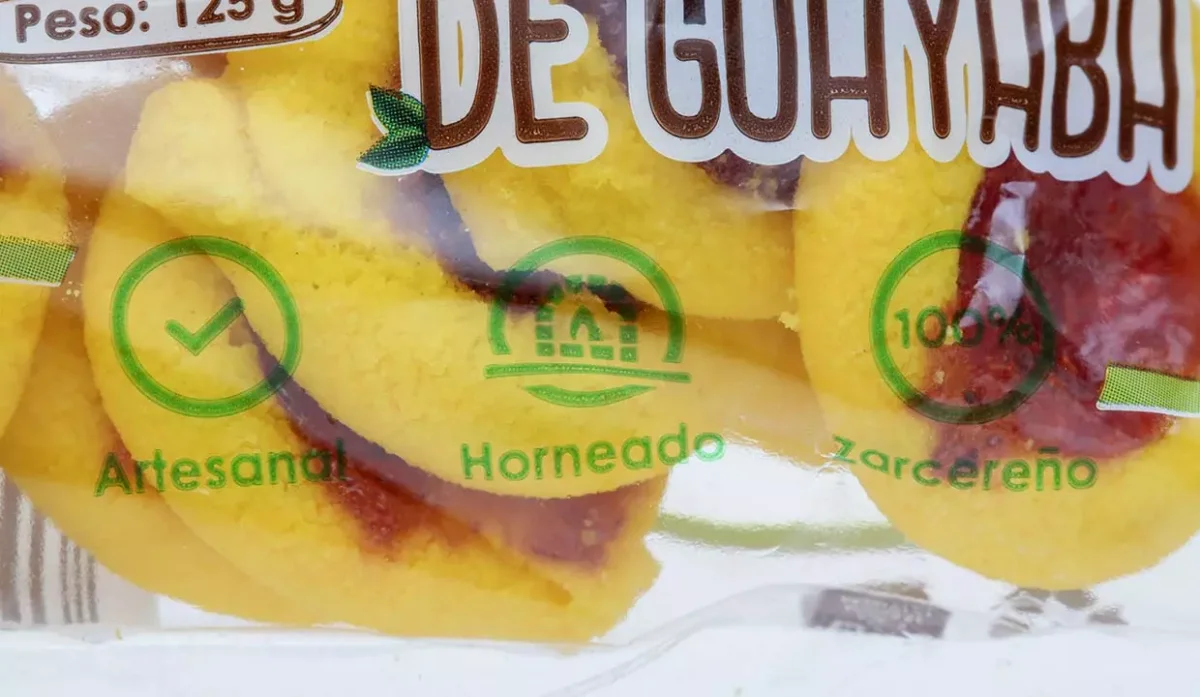 Peso: 125 g
DE GUAYABA
100%
Artesanal
Horneado
Zarcereño